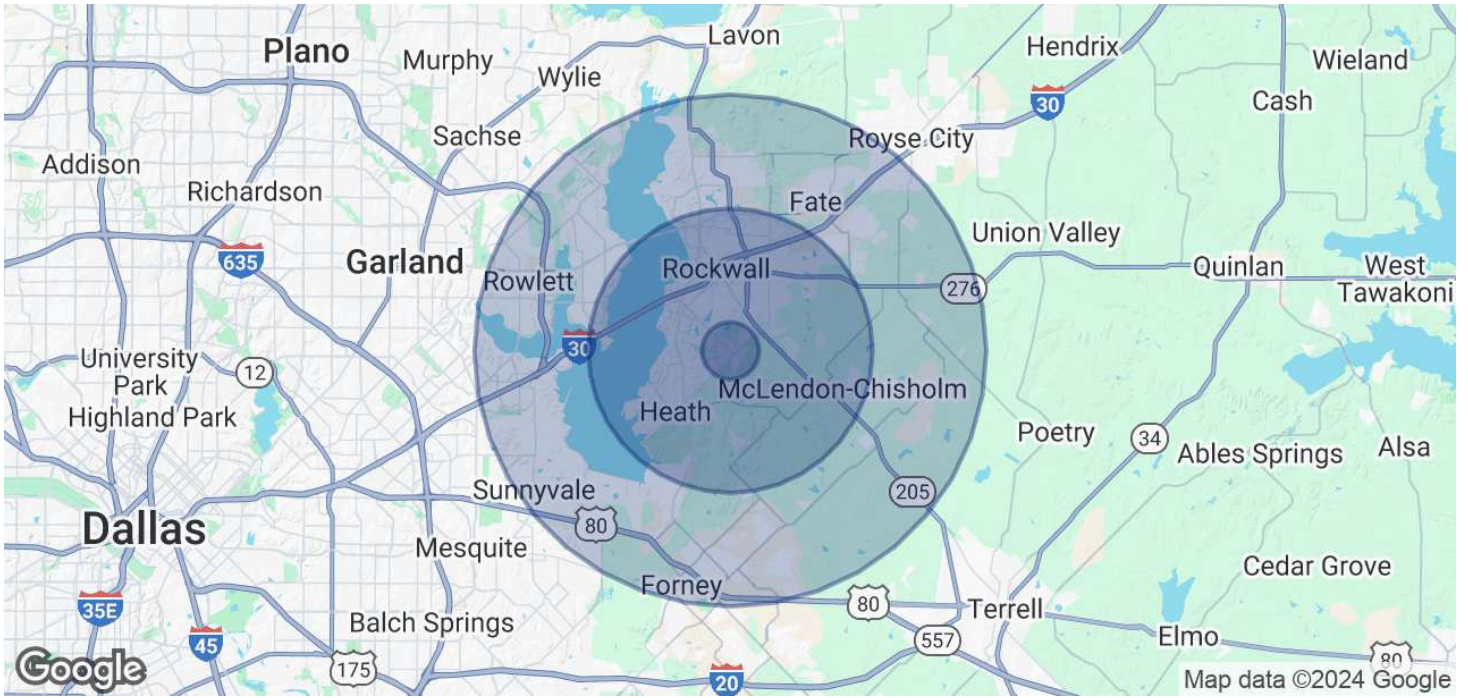 Lavon
Hendrix
Plano
Murphy
Wylie
Wieland
Cash
30
Sachse
Royse City
Addison
Richardson
Fate
Union Valley
635
Garland
Rowlett
Rockwall
Quinlan
West
Tawakoni
276
30
University
Park
12
McLendon-Chisholm
Highland Park
Heath
Poetry
34
Ables Springs
Alsa
Sunnyvale
205
80
Dallas
Mesquite
Forney
Cedar Grove
35E
80
Terrell
Balch Springs
45
557
Elmo
175
20
80
Google
Map data ©2024 Google